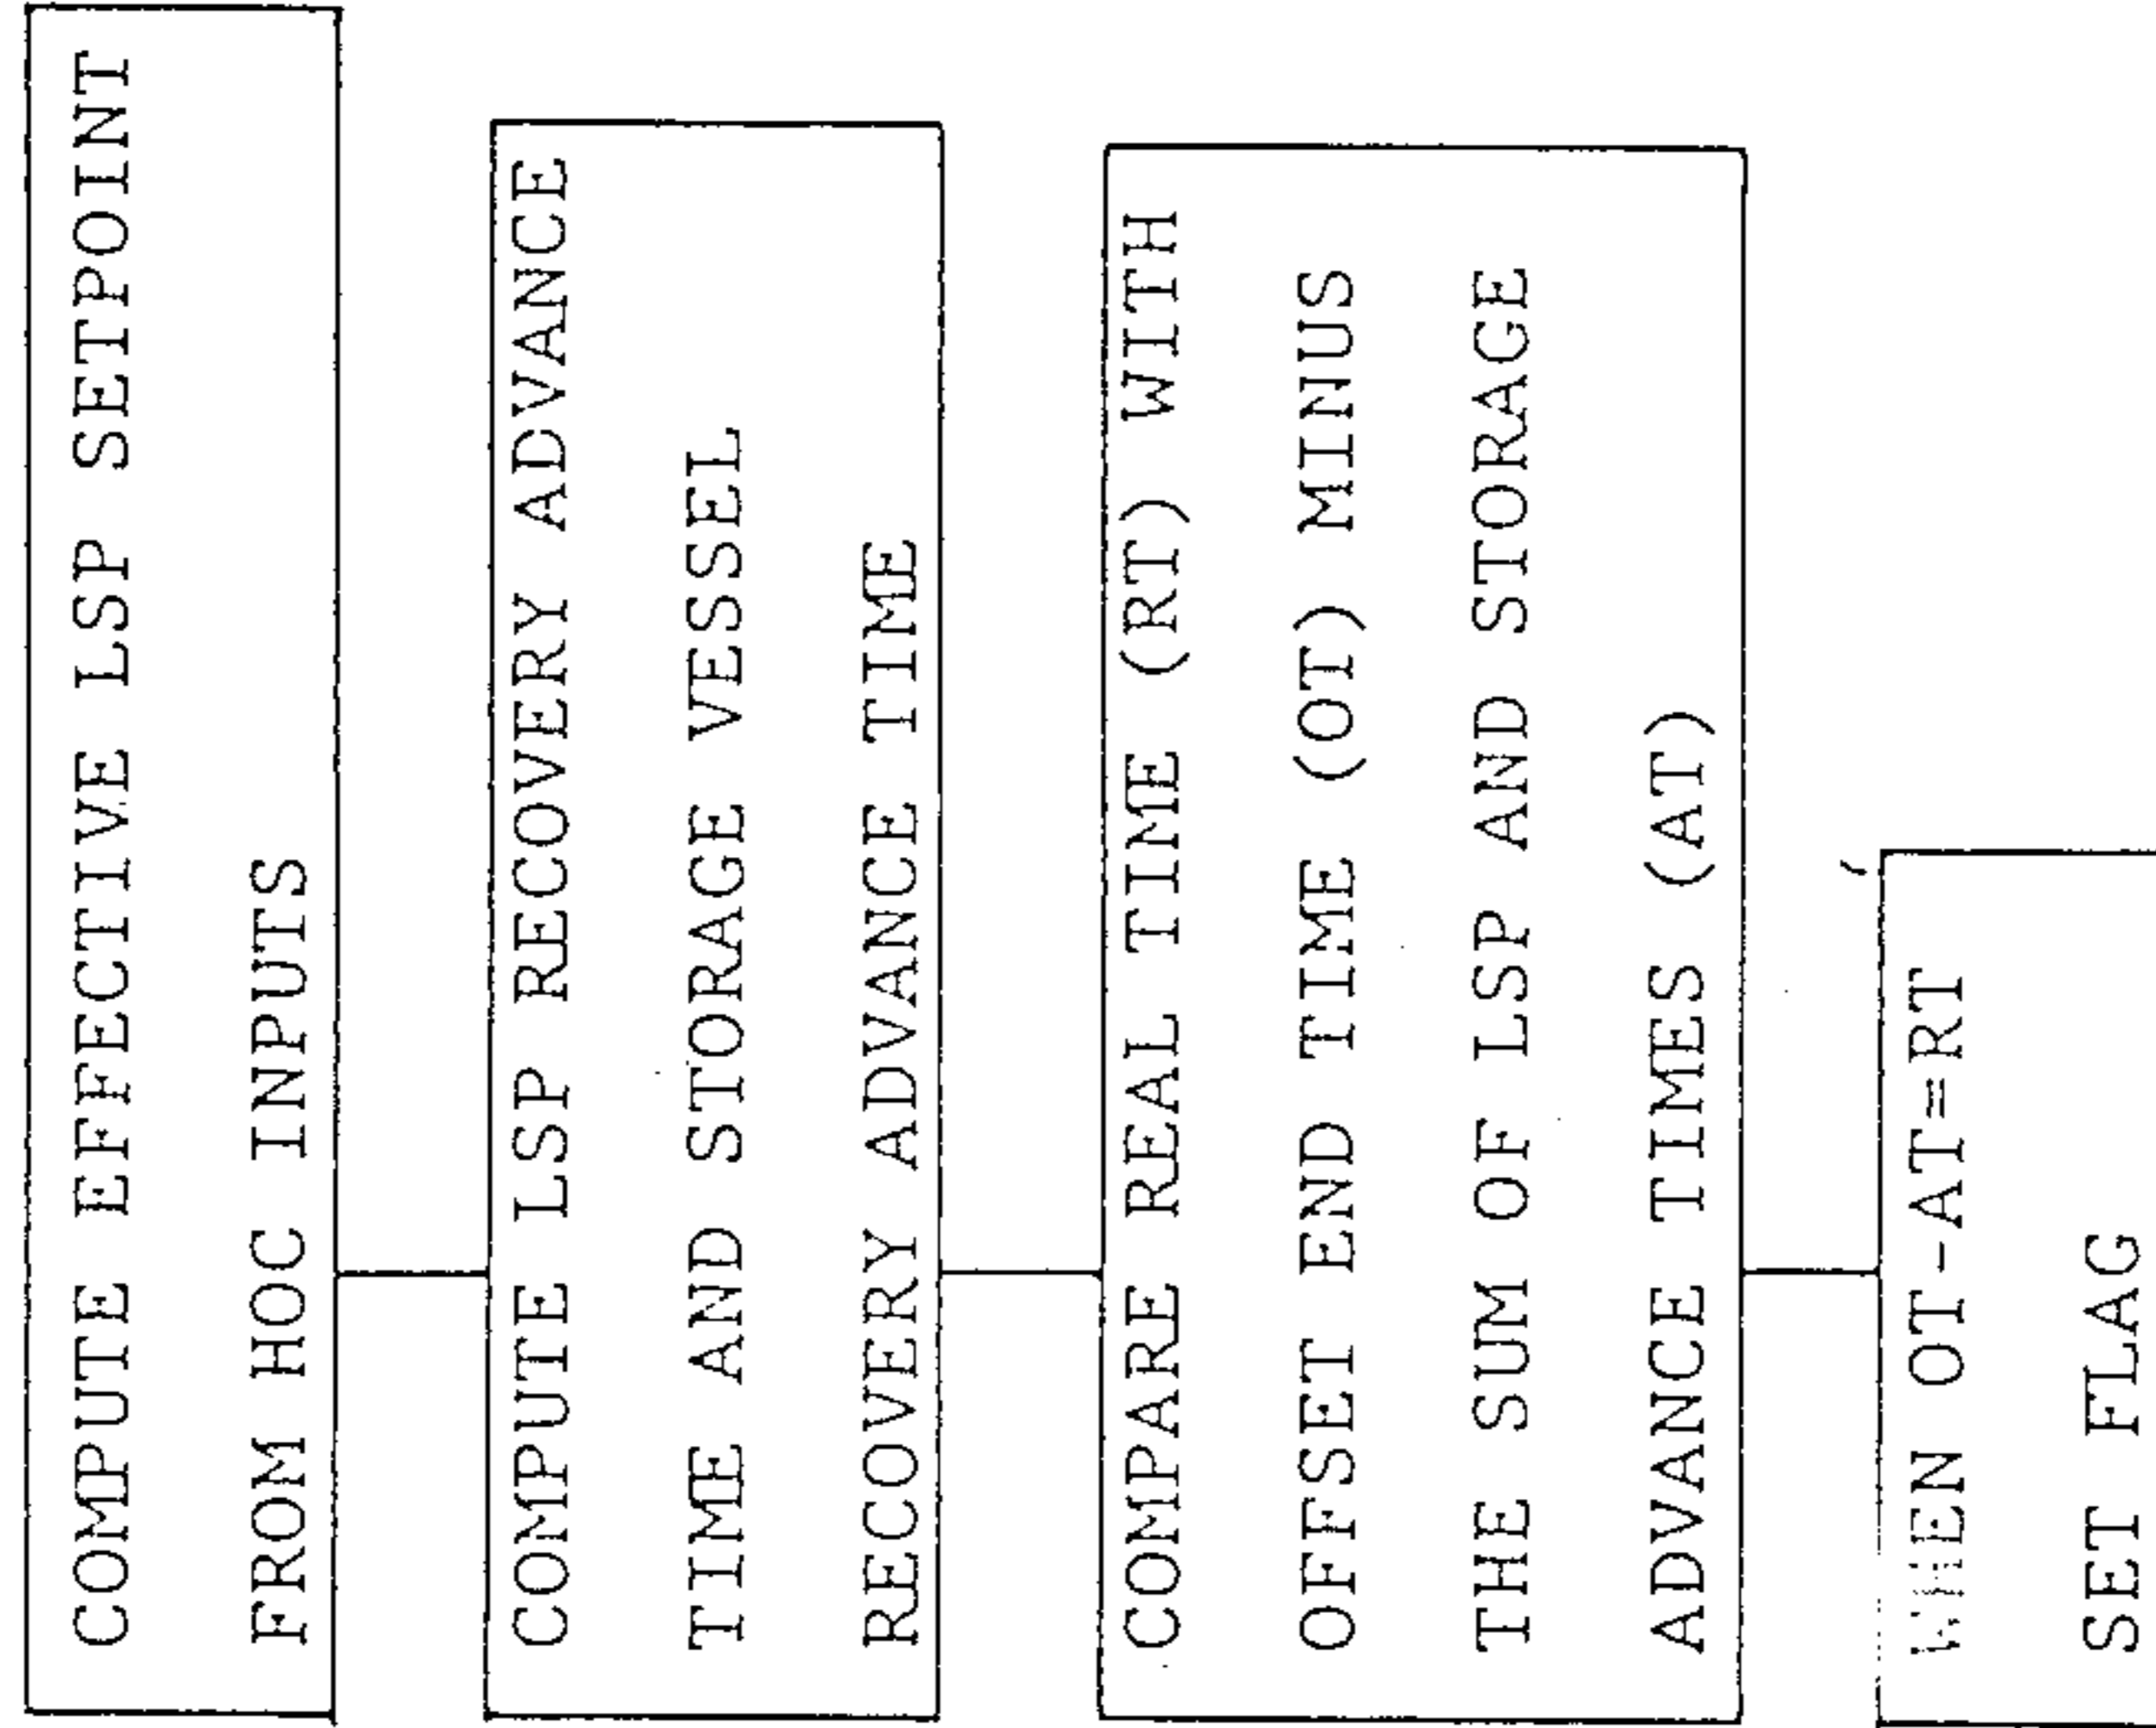 COMPUTE EFFECTIVE LSP SETPOINT
FROM HOC INPUTS
COMPUTE LSP RECOVERY ADVANCE
TIME AND STORAGE VESSEL
RECOVERY ADVANCE TIME
COMPARE REAL TIME (RT) WITH
OFFSET END TIME (OT) MINUS
THE SUM OF LSP AND STORAGE
ADVANCE TIMES (AT)
WHEN OT-AT=RT
SET FLAG